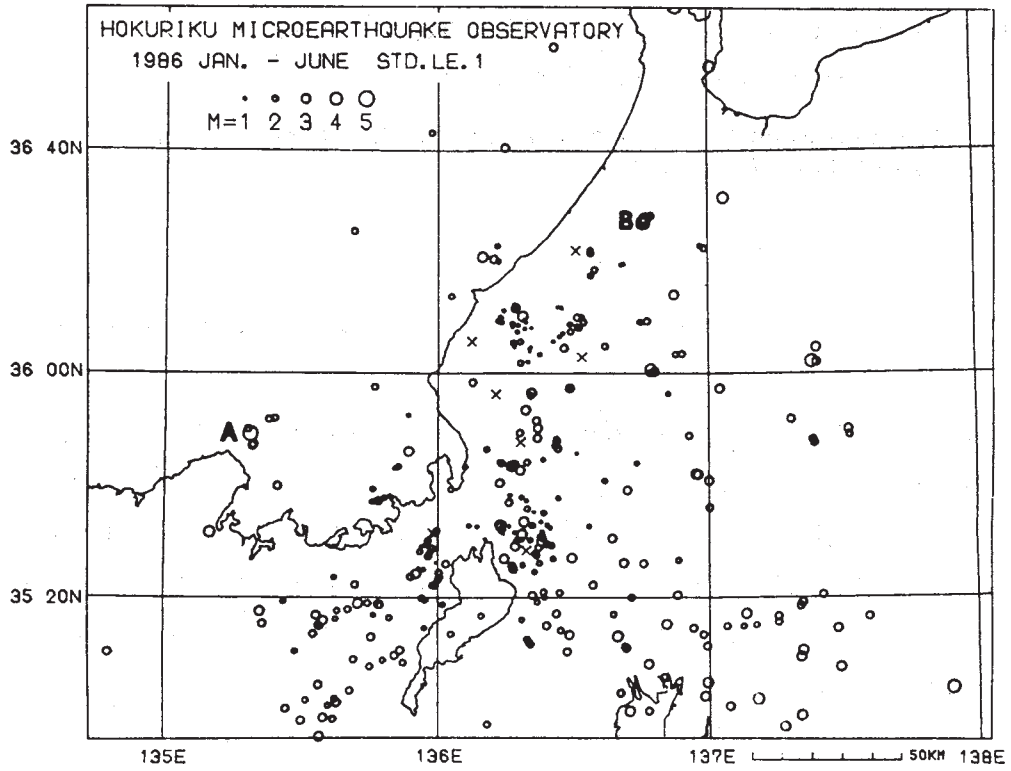 HOKURIKU MICROEARTHQUAKE OBSERVATORY
1986 JAN. - JUNE STD.LE.1
M=1 2 3 4 5
36 40N
B
36 00N
A
35 20N
135E 136E 137E 50KM 138E